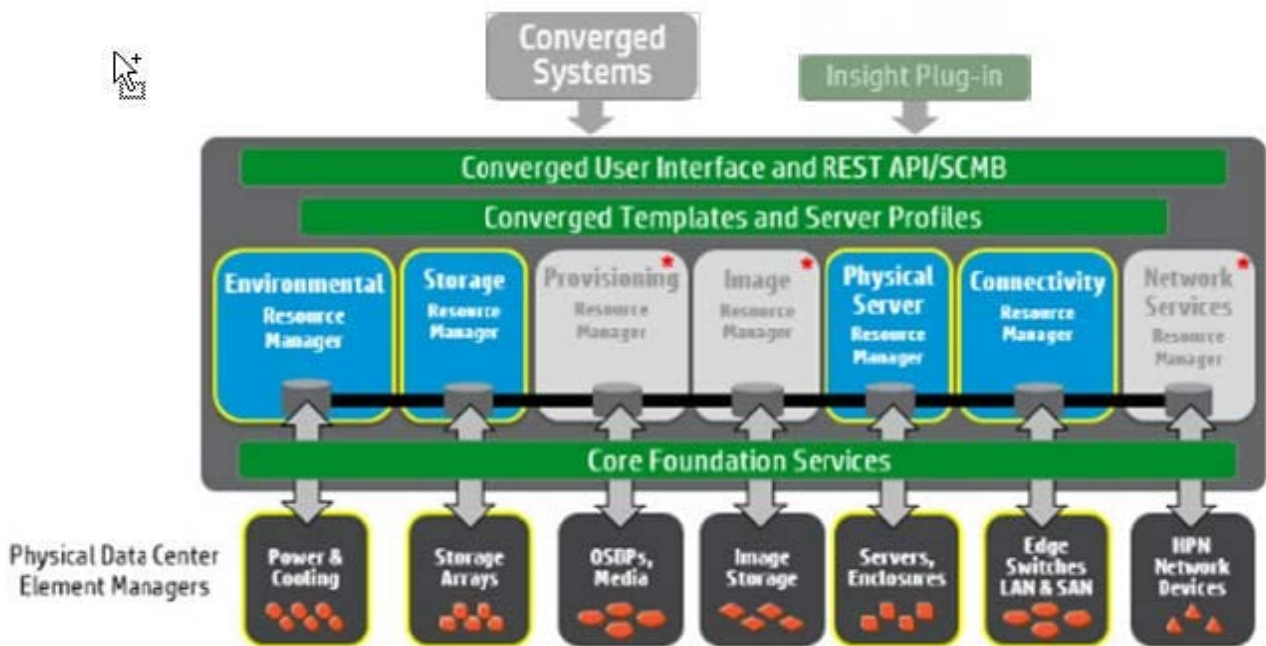 Converged
Systems
Insight Plug-in
Converged User Interface and REST API/SCMB
Converged Templates and Server Profiles
Environmental
Resource
Manager
Storage
Resource
Manager
Provisioning
Resource
Manager
Image
Resource
Manager
Physical
Server
Resource
Manager
Connectivity
Resource
Manager
Network
Services
Resource
Manager
Core Foundation Services
Physical Data Center
Element Managers
Power &
Cooling
Storage
Arrays
OSBPs,
Media
Image
Storage
Servers,
Enclosures
Edge
Switches
LAN & SAN
HPN
Network
Devices